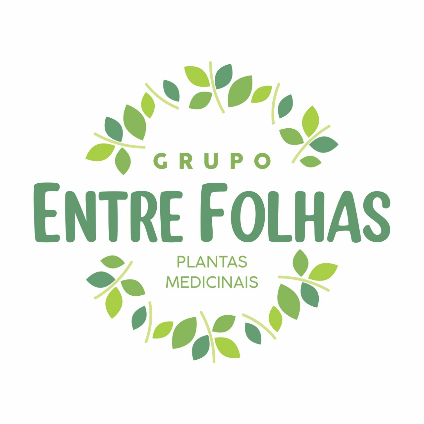 GRUPO
ENTRE FOLHAS
PLANTAS
MEDICINAIS